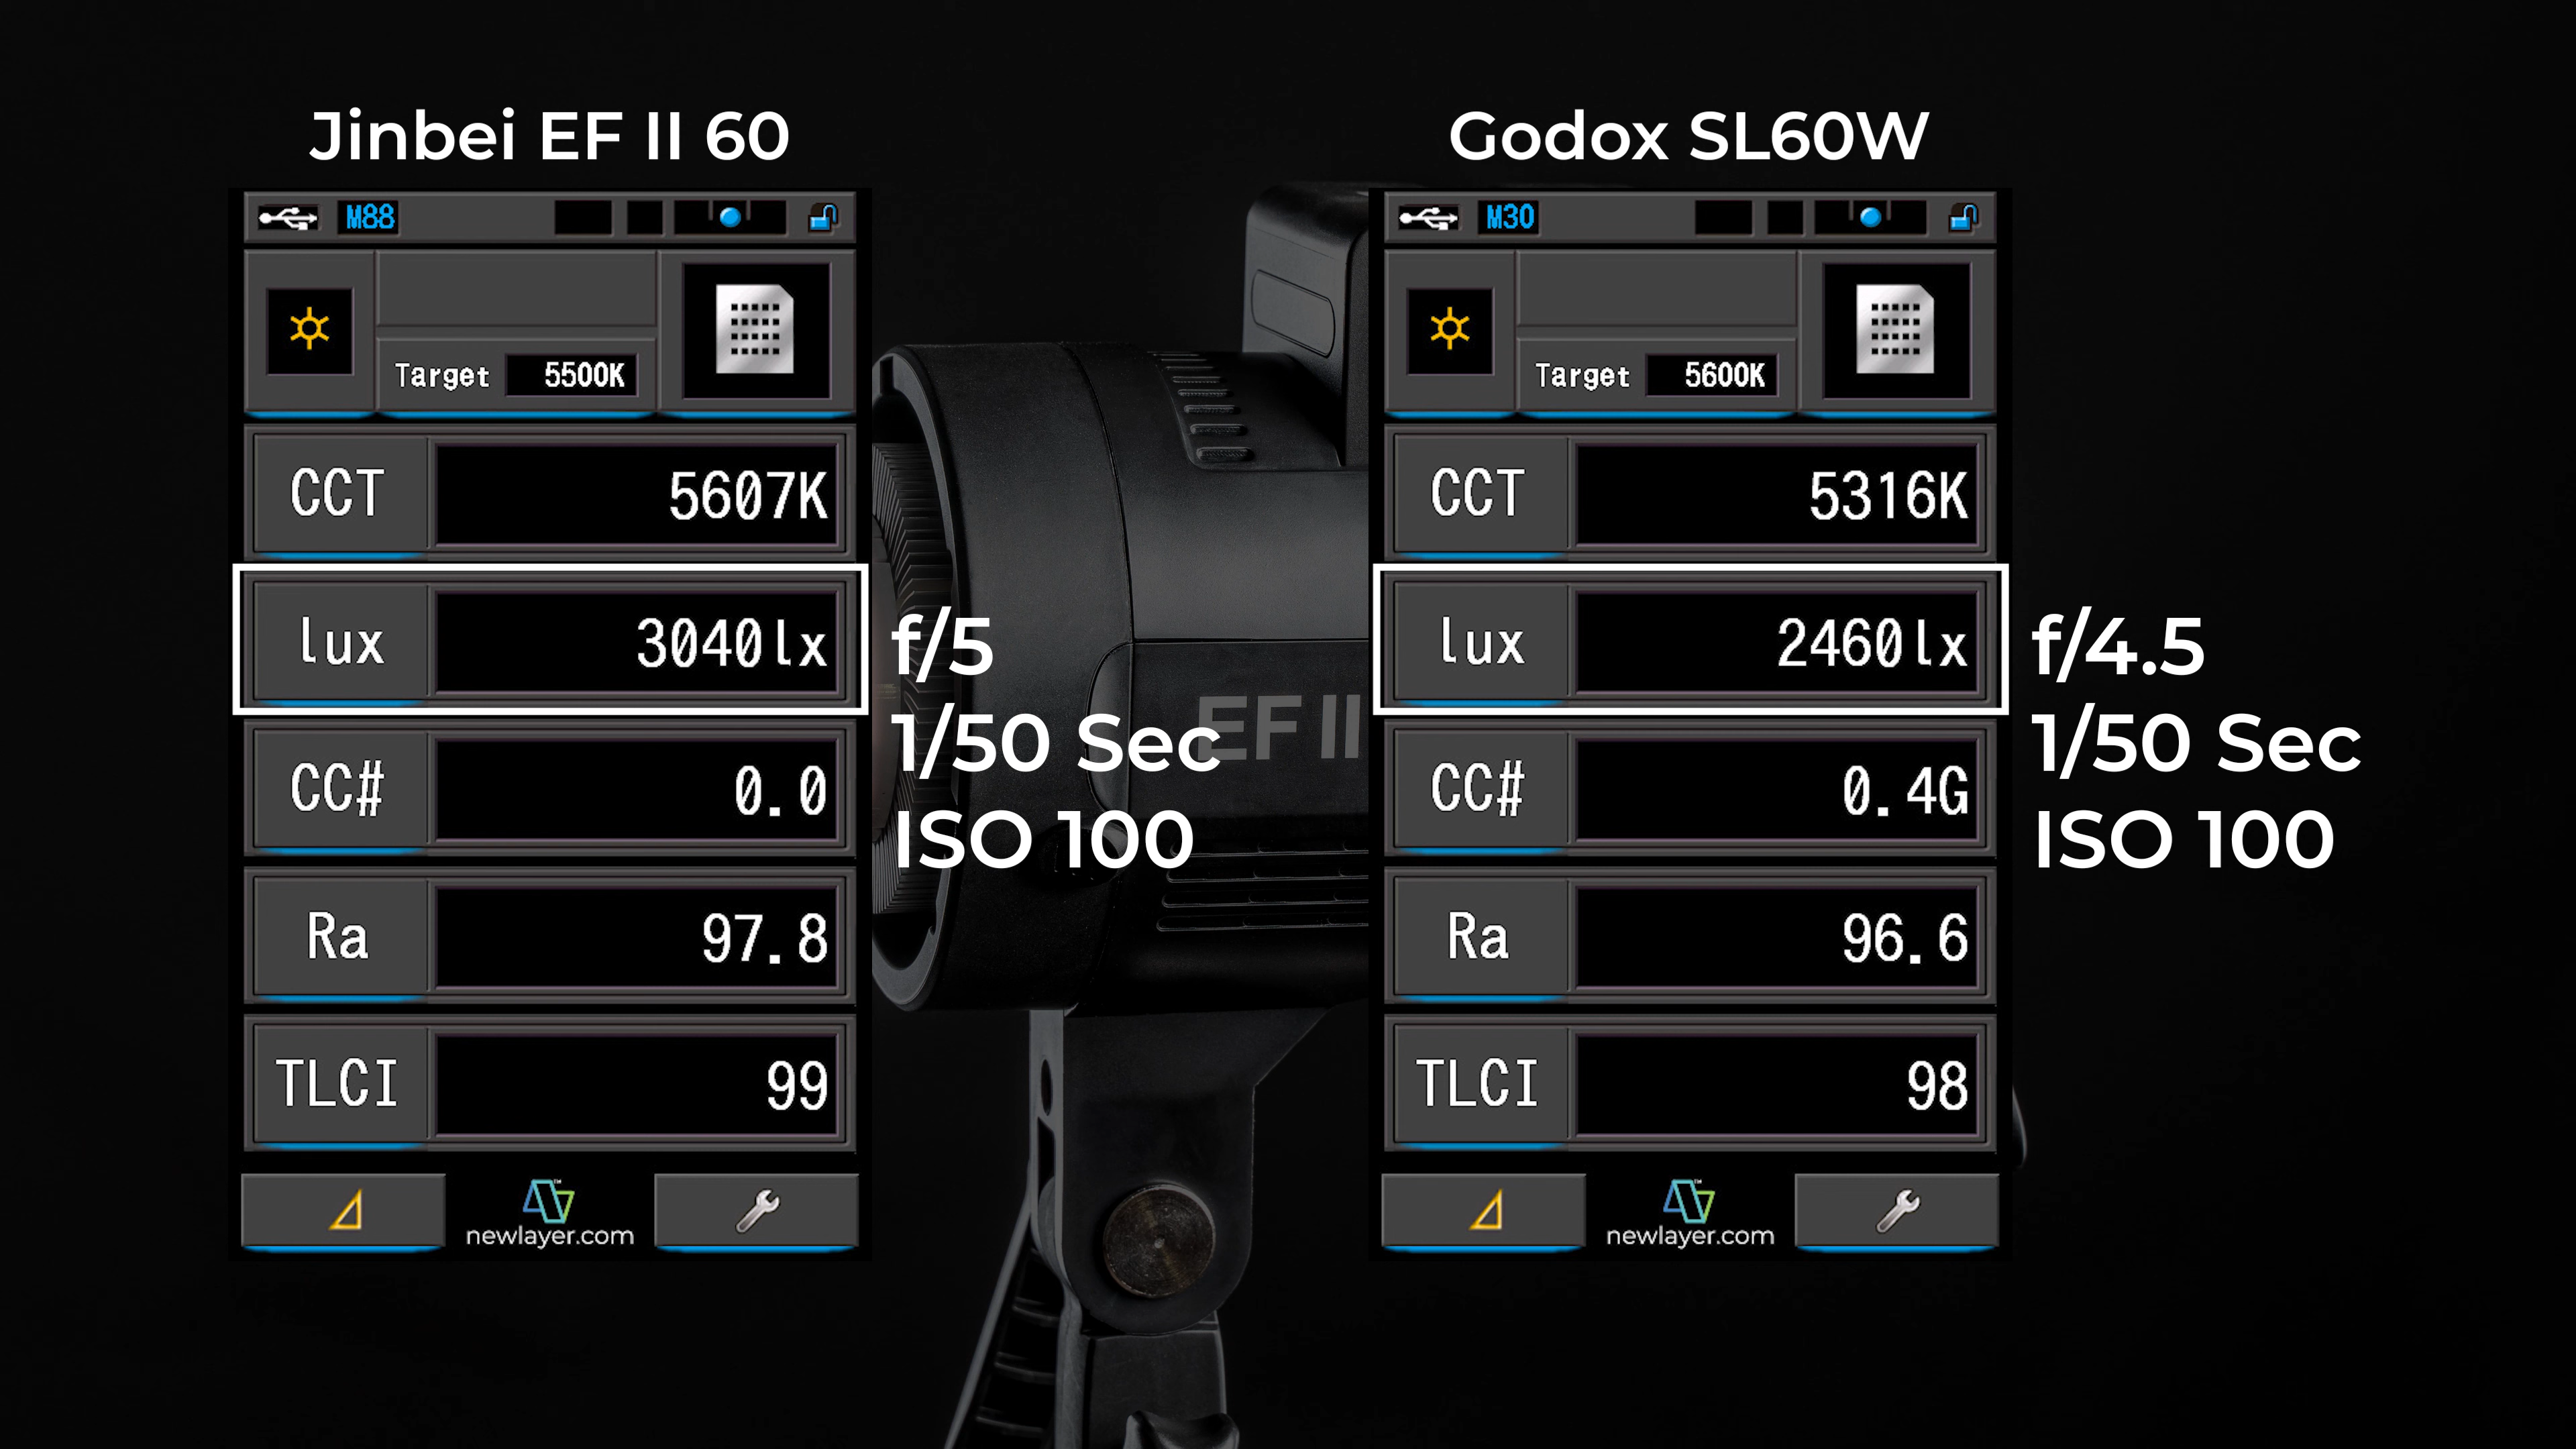 Jinbei EF II 60
M88
Target 5500K
CCT 5607K
lux 3040lx
CC# 0.0
Ra 97.8
TLCI 99
newlayer.com
f/5
1/50 Sec
ISO 100
EF II
Godox SL60W
M30
Target 5600K
CCT 5316K
lux 2460lx
CC# 0.4G
Ra 96.6
TLCI 98
newlayer.com
f/4.5
1/50 Sec
ISO 100